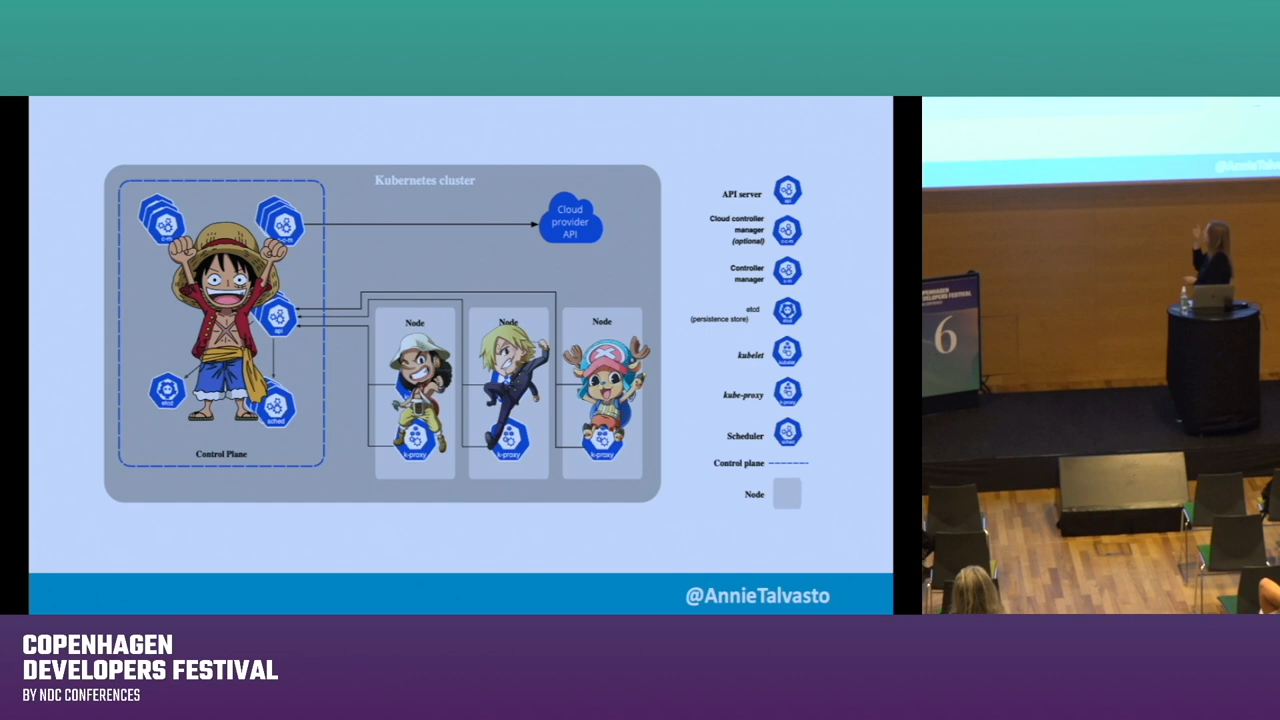 Kubernetes cluster
c-m
c-c-m
Cloud
provider
API
api
etcd
sched
Control Plane
Node
Node
Node
k-proxy
k-proxy
k-proxy
API server
api
Cloud controller
manager
(optional)
c-c-m
Controller
manager
c-m
etcd
(persistence store)
etcd
kubelet
kubelet
kube-proxy
k-proxy
Scheduler
sched
Control plane
Node
@AnnieTalvasto
COPENHAGEN
DEVELOPERS FESTIVAL
6
COPENHAGEN
DEVELOPERS FESTIVAL
BY NDC CONFERENCES